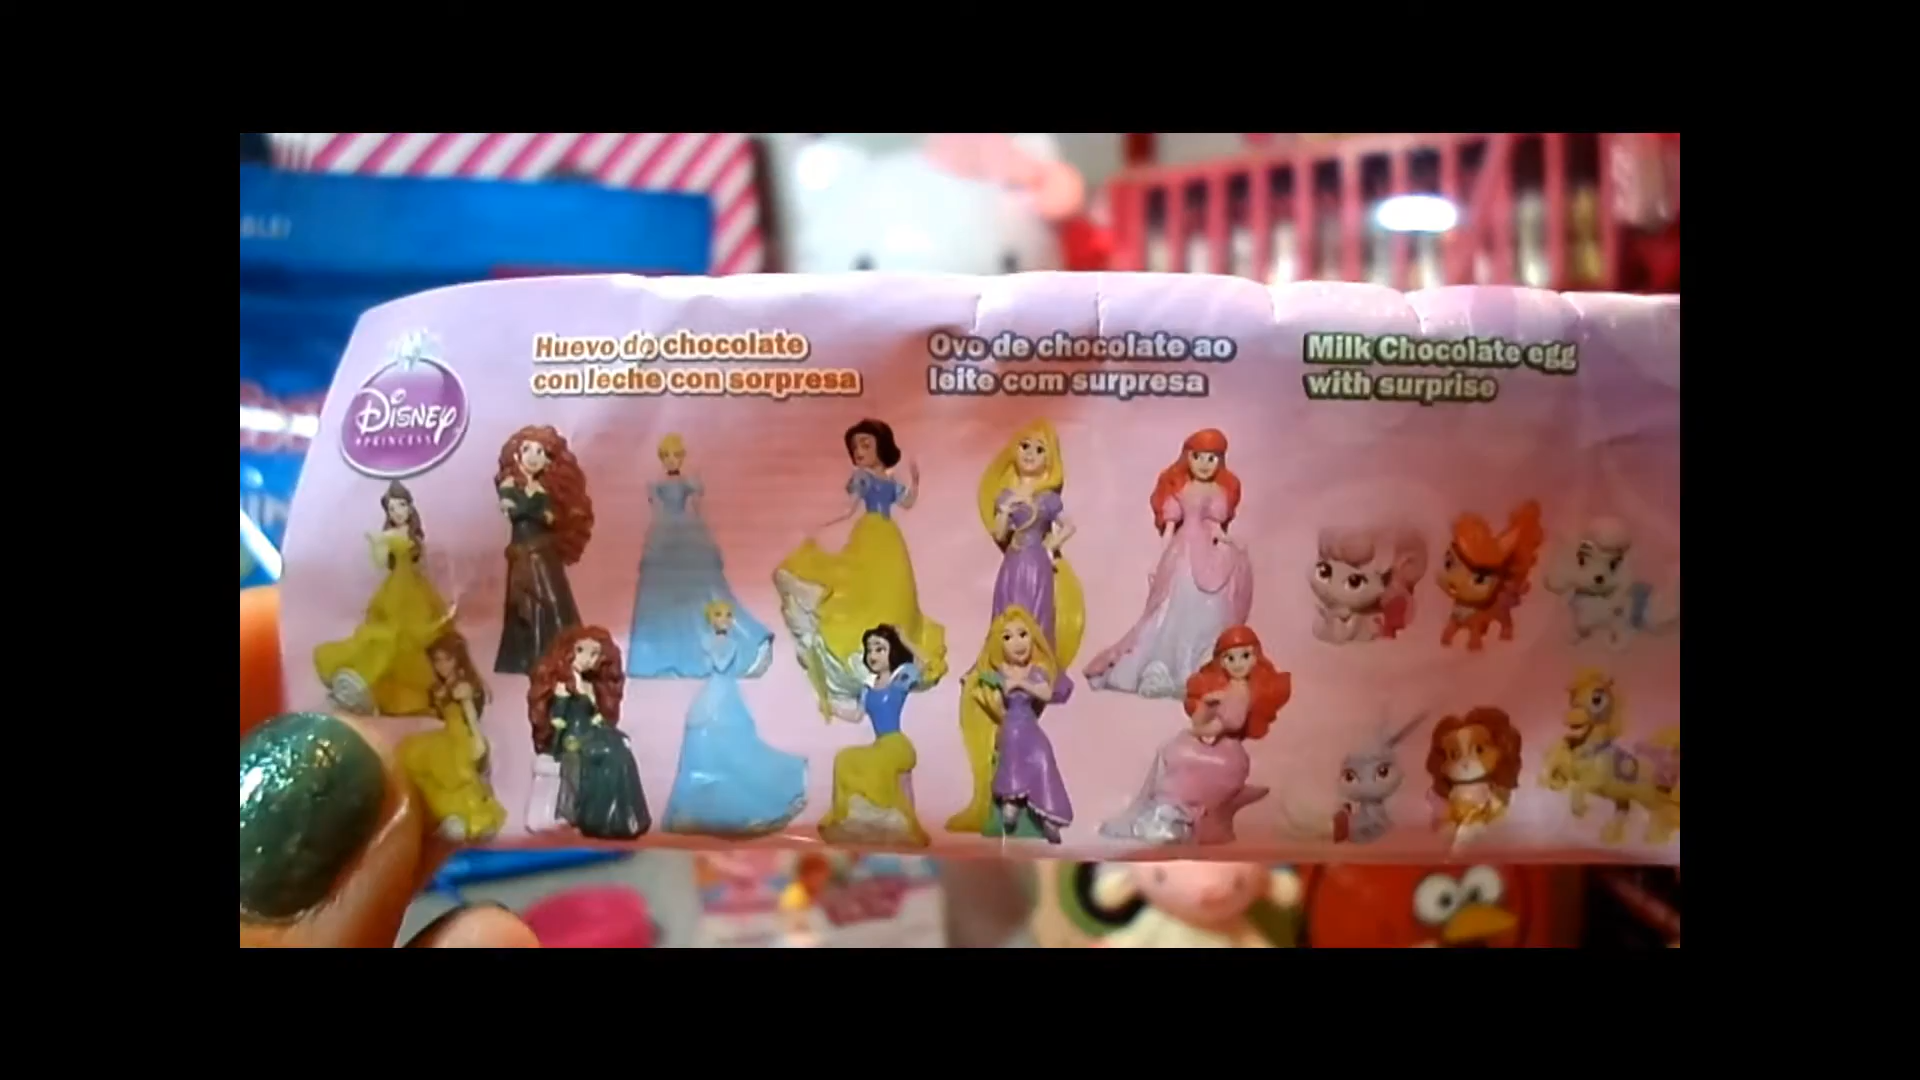 Disney
PRINCESS
Huevo de chocolate
con leche con sorpresa
Ovo de chocolate ao
leite com surpresa
Milk Chocolate egg
with surprise